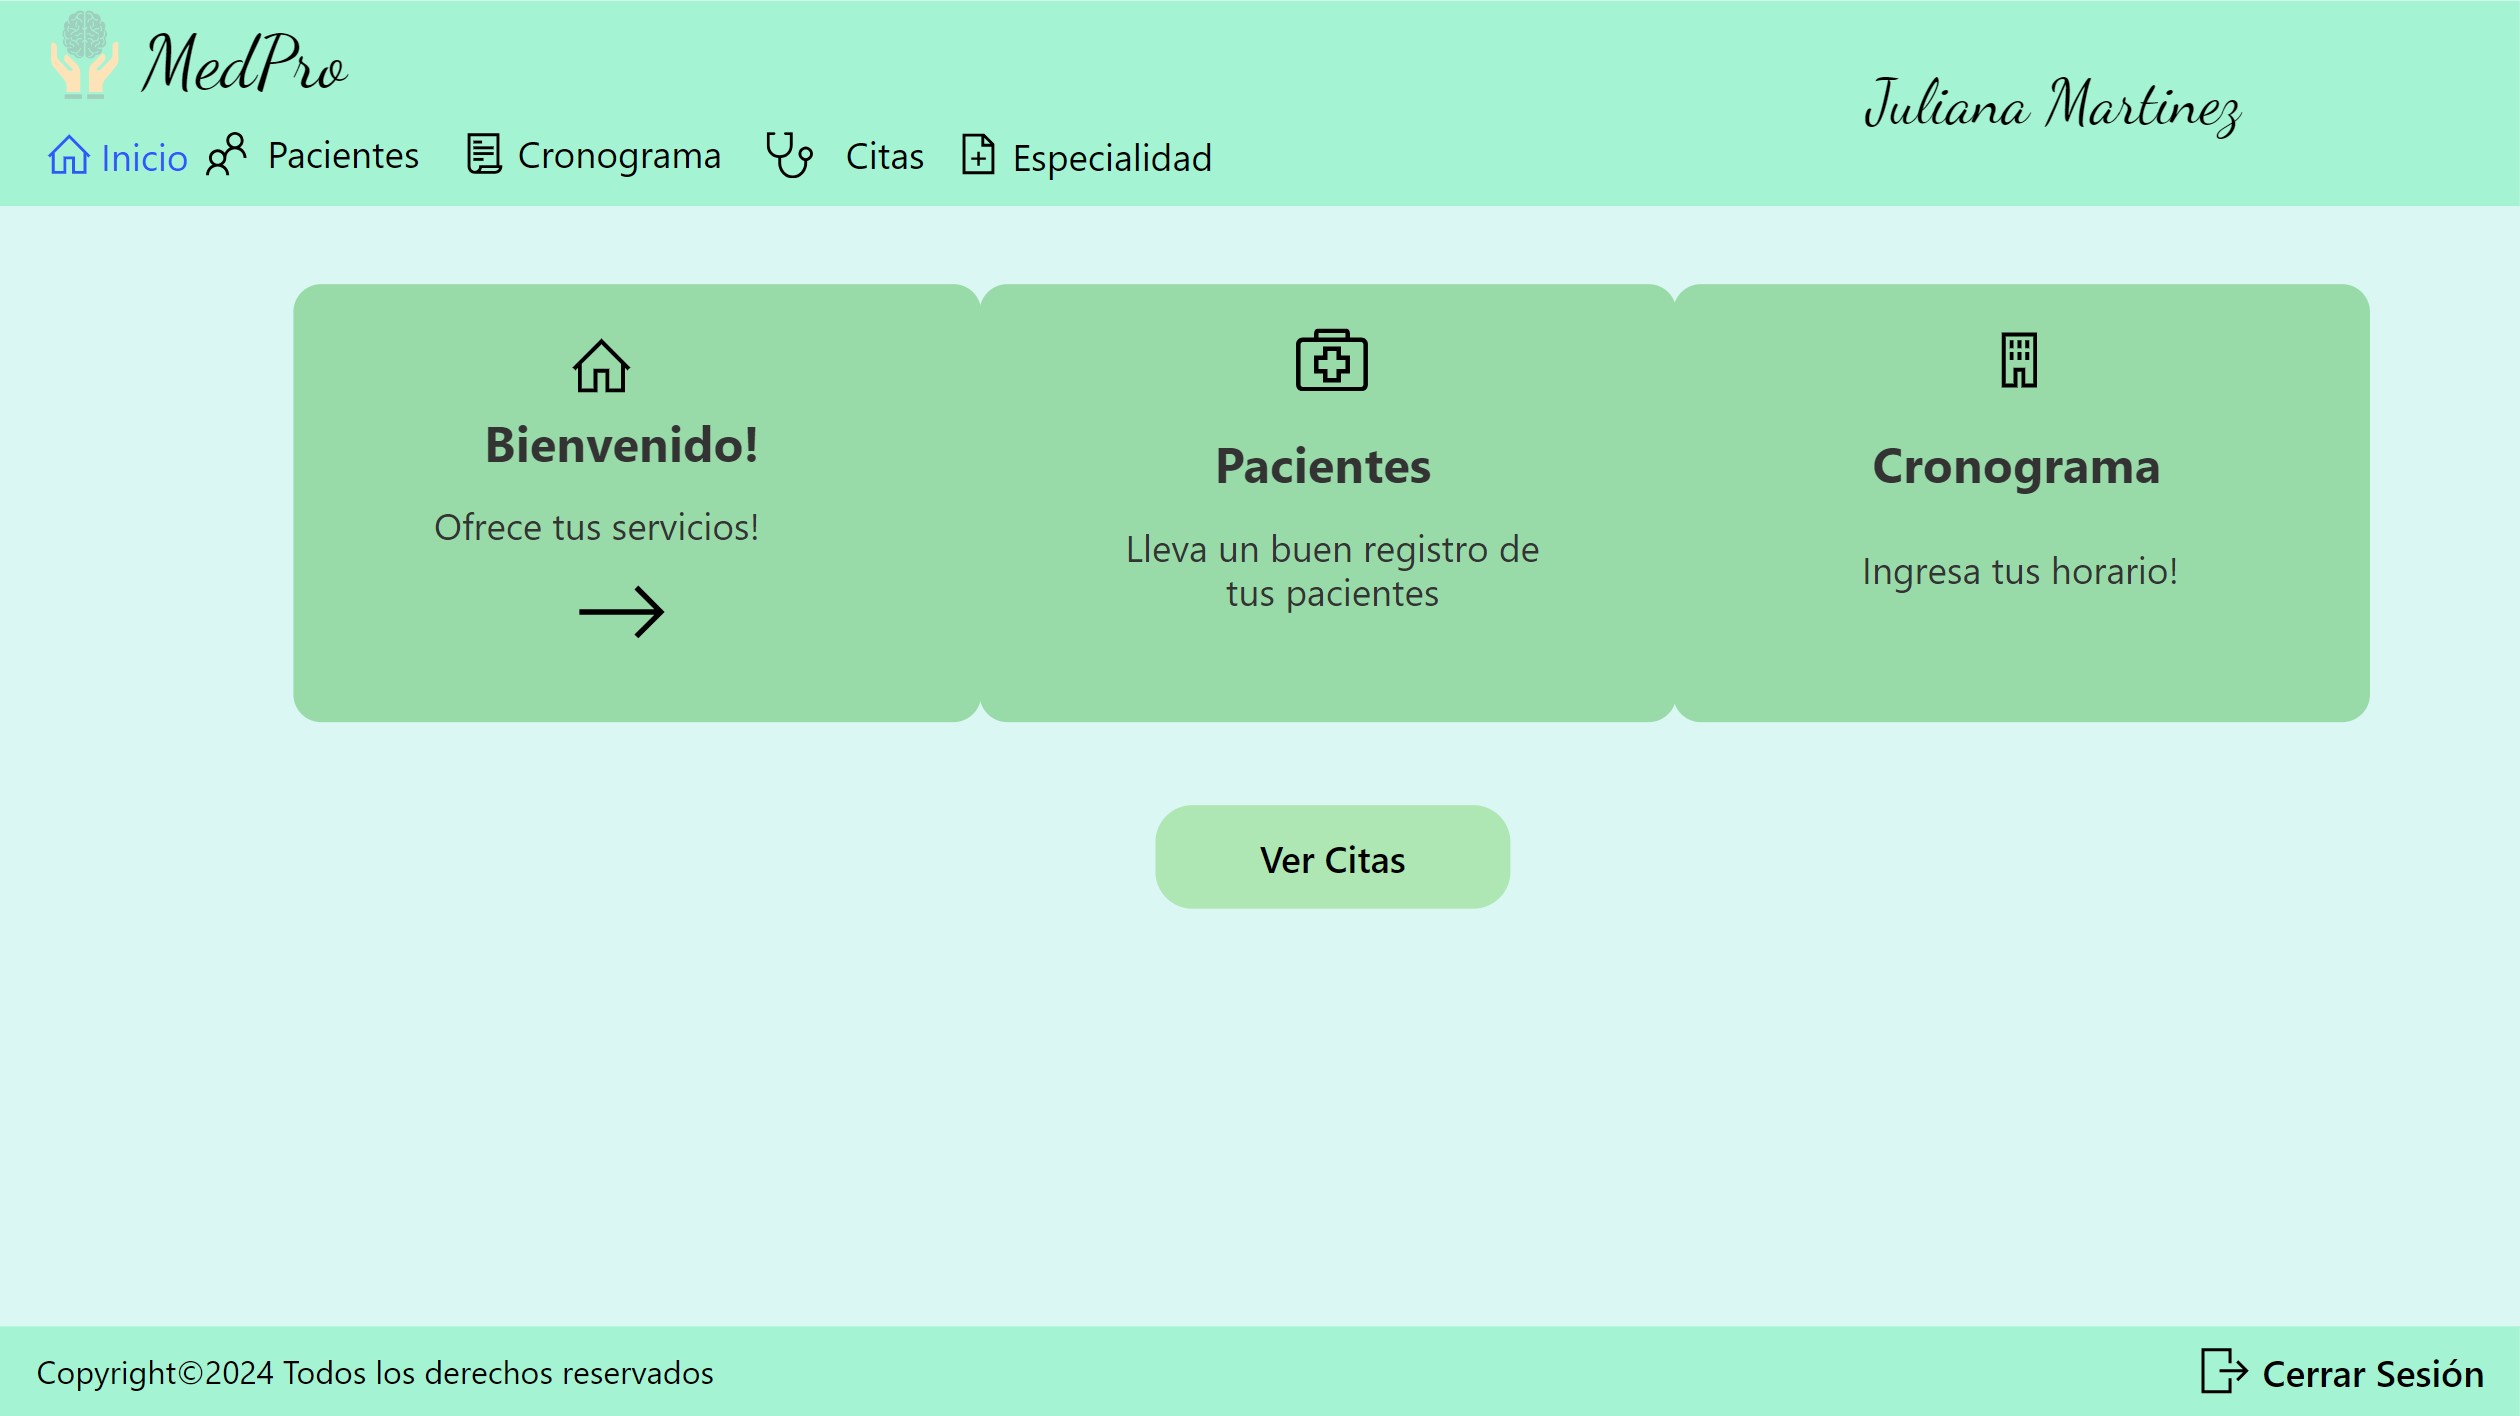 MedPro
Juliana Martinez
Inicio Pacientes Cronograma Citas Especialidad
Bienvenido!
Ofrece tus servicios!
Pacientes
Lleva un buen registro de
tus pacientes
Cronograma
Ingresa tus horario!
Ver Citas
Copyright©2024 Todos los derechos reservados
Cerrar Sesión